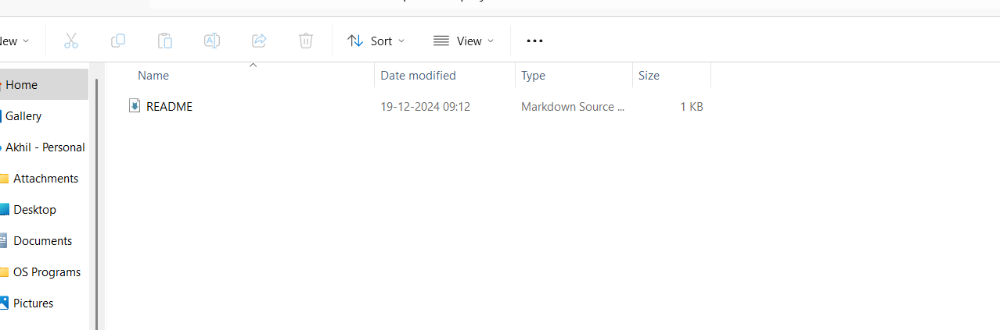 New
Sort
View
Name
Date modified
Type
Size
README
19-12-2024 09:12
Markdown Source ...
1 KB
Home
Gallery
Akhil - Personal
Attachments
Desktop
Documents
OS Programs
Pictures